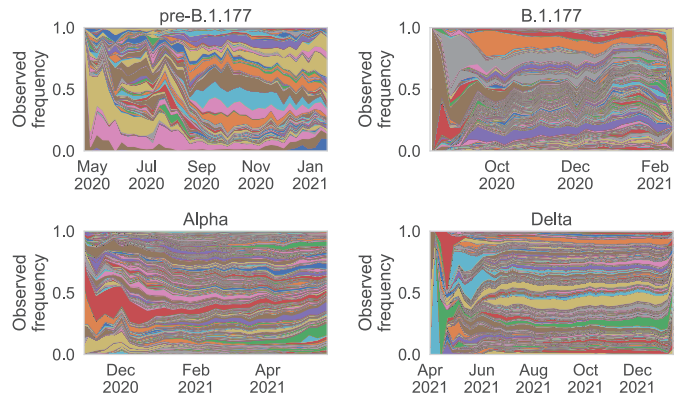 pre-B.1.177
Observed
frequency
1.0
0.5
0.0
May
2020
Jul
2020
Sep
2020
Nov
2020
Jan
2021
B.1.177
Observed
frequency
1.0
0.5
0.0
Oct
2020
Dec
2020
Feb
2021
Alpha
Observed
frequency
1.0
0.5
0.0
Dec
2020
Feb
2021
Apr
2021
Delta
Observed
frequency
1.0
0.5
0.0
Apr
2021
Jun
2021
Aug
2021
Oct
2021
Dec
2021